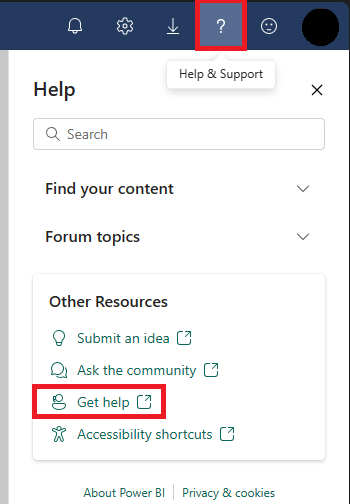 ?
Help & Support
Help
Search
Find your content
Forum topics
Other Resources
Submit an idea
Ask the community
Get help
Accessibility shortcuts
About Power BI | Privacy & cookies